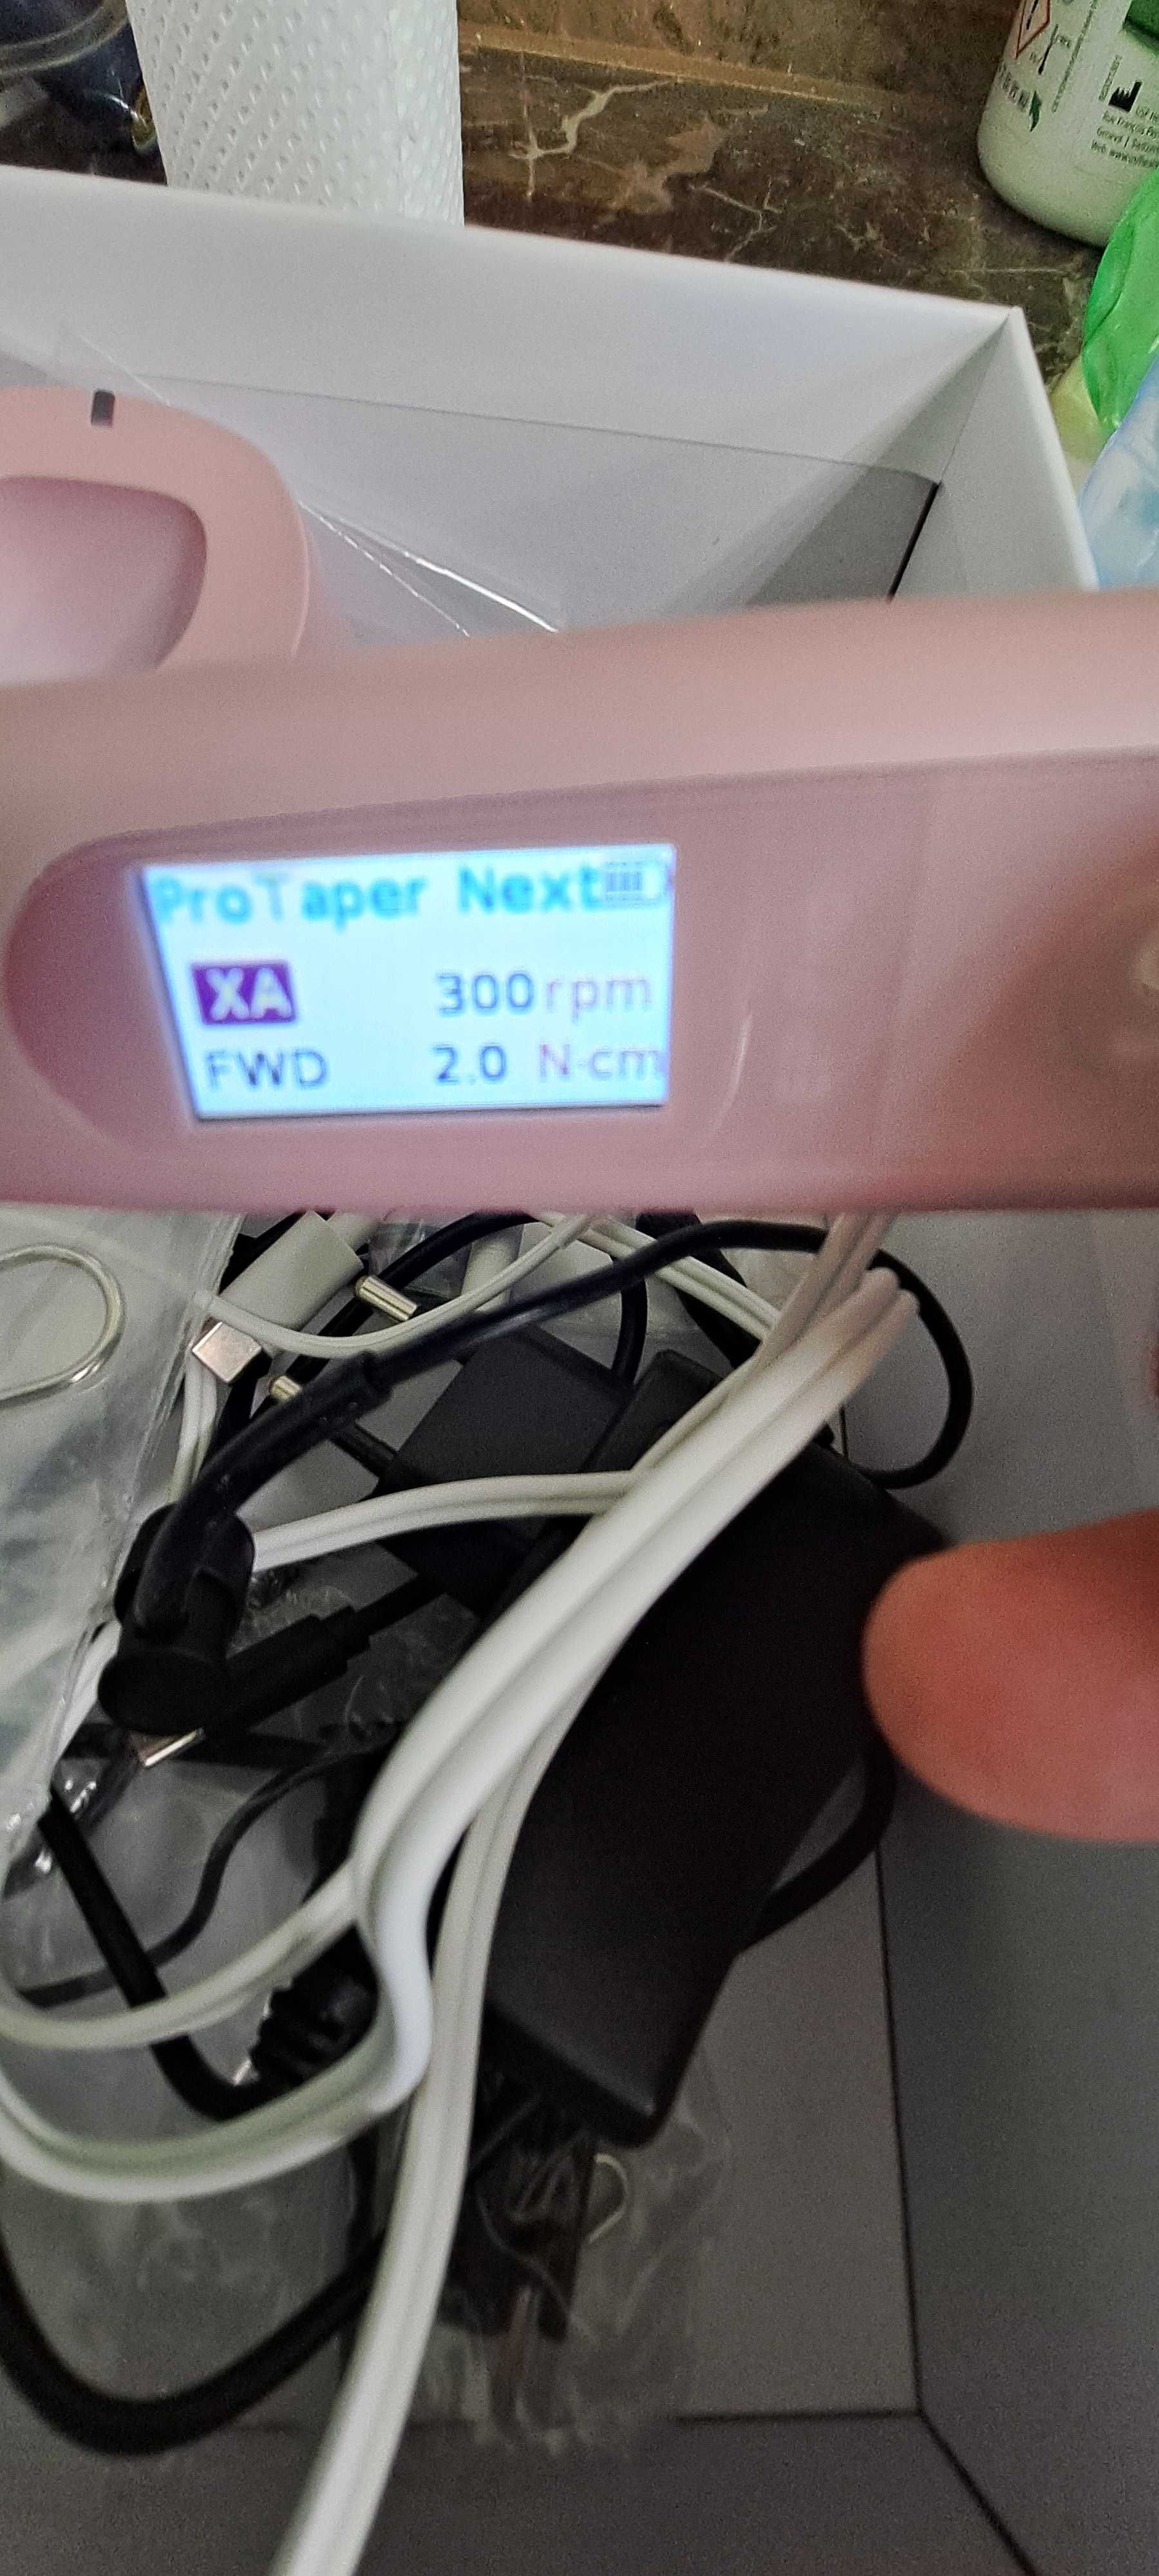 ProTaper Next
XA 300rpm
FWD 2.0 N·cm